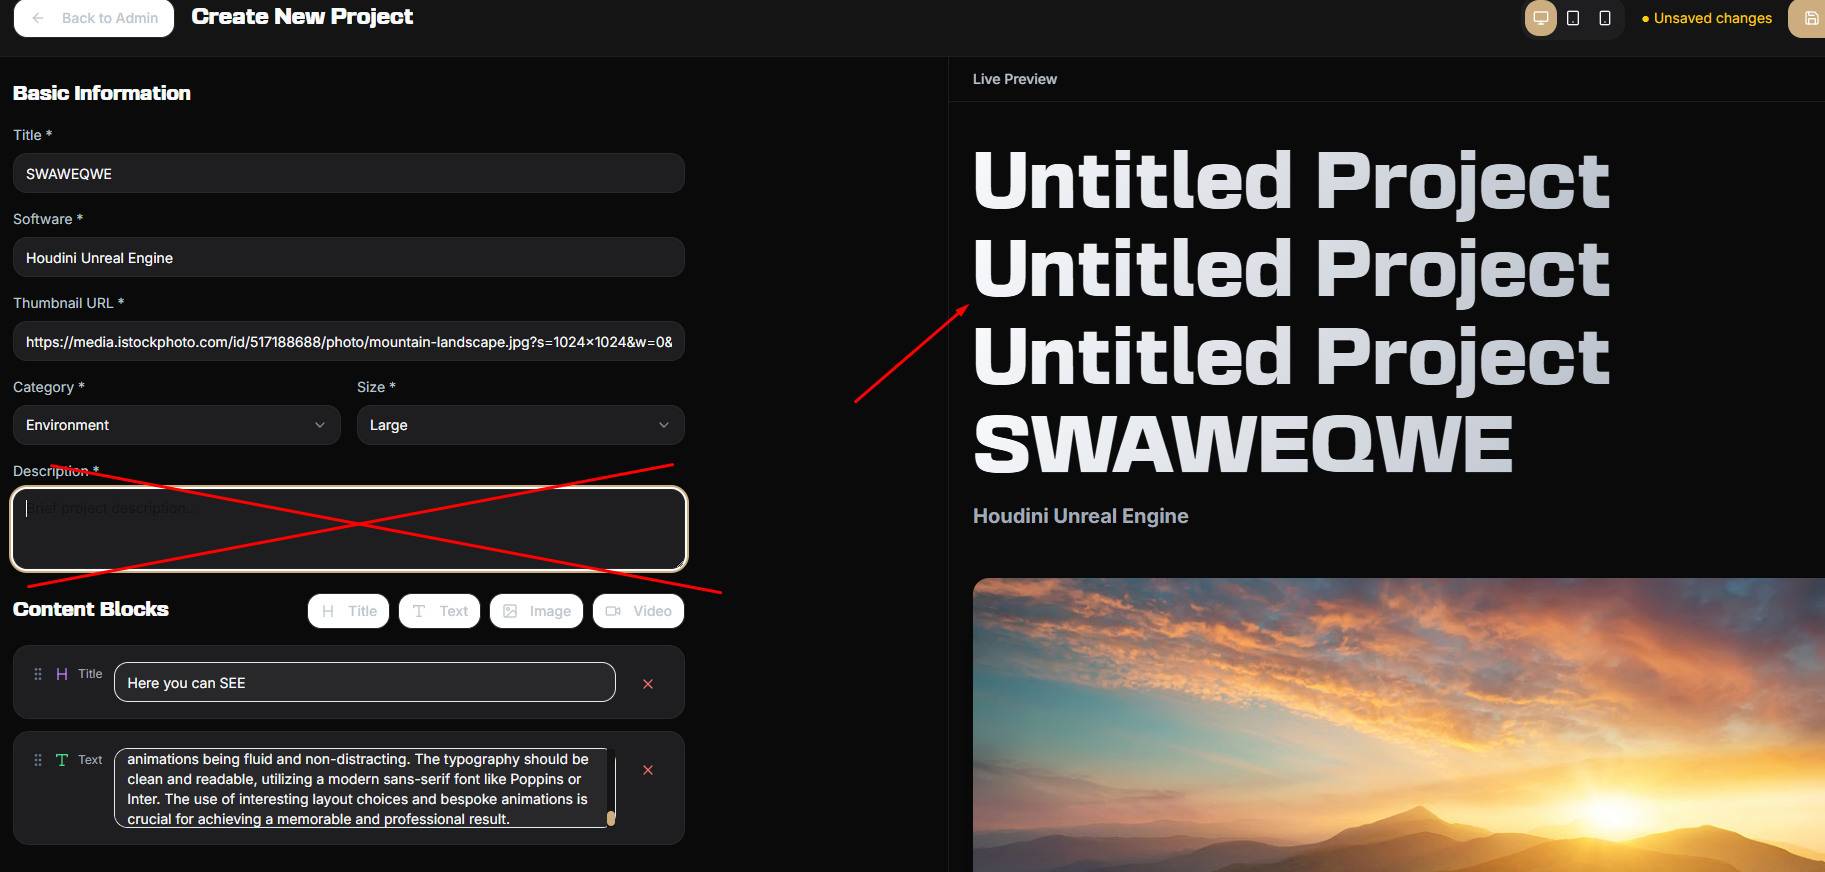 Back to Admin
Create New Project
Unsaved changes
Basic Information
Title *
SWAWEQWE
Software *
Houdini Unreal Engine
Thumbnail URL *
https://media.istockphoto.com/id/517188688/photo/mountain-landscape.jpg?s=1024×1024&w=0&
Category *
Size *
Environment
Large
Description *
Brief project description...
Content Blocks
Title
Text
Image
Video
Title
Here you can SEE
Text
animations being fluid and non-distracting. The typography should be
clean and readable, utilizing a modern sans-serif font like Poppins or
Inter. The use of interesting layout choices and bespoke animations is
crucial for achieving a memorable and professional result.
Live Preview
Untitled Project
Untitled Project
Untitled Project
SWAWEQWE
Houdini Unreal Engine